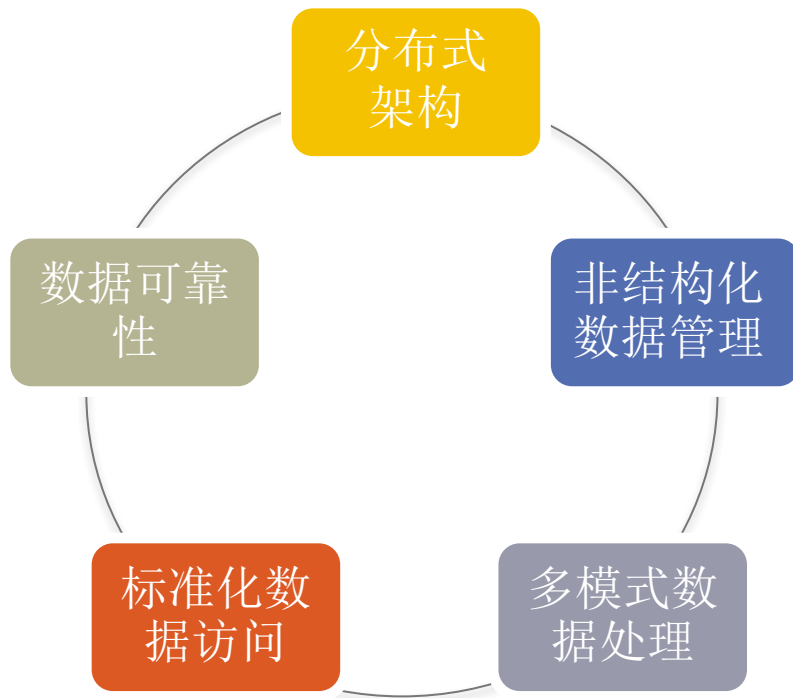 分布式
架构
非结构化
数据管理
多模式数
据处理
标准化数
据访问
数据可靠
性